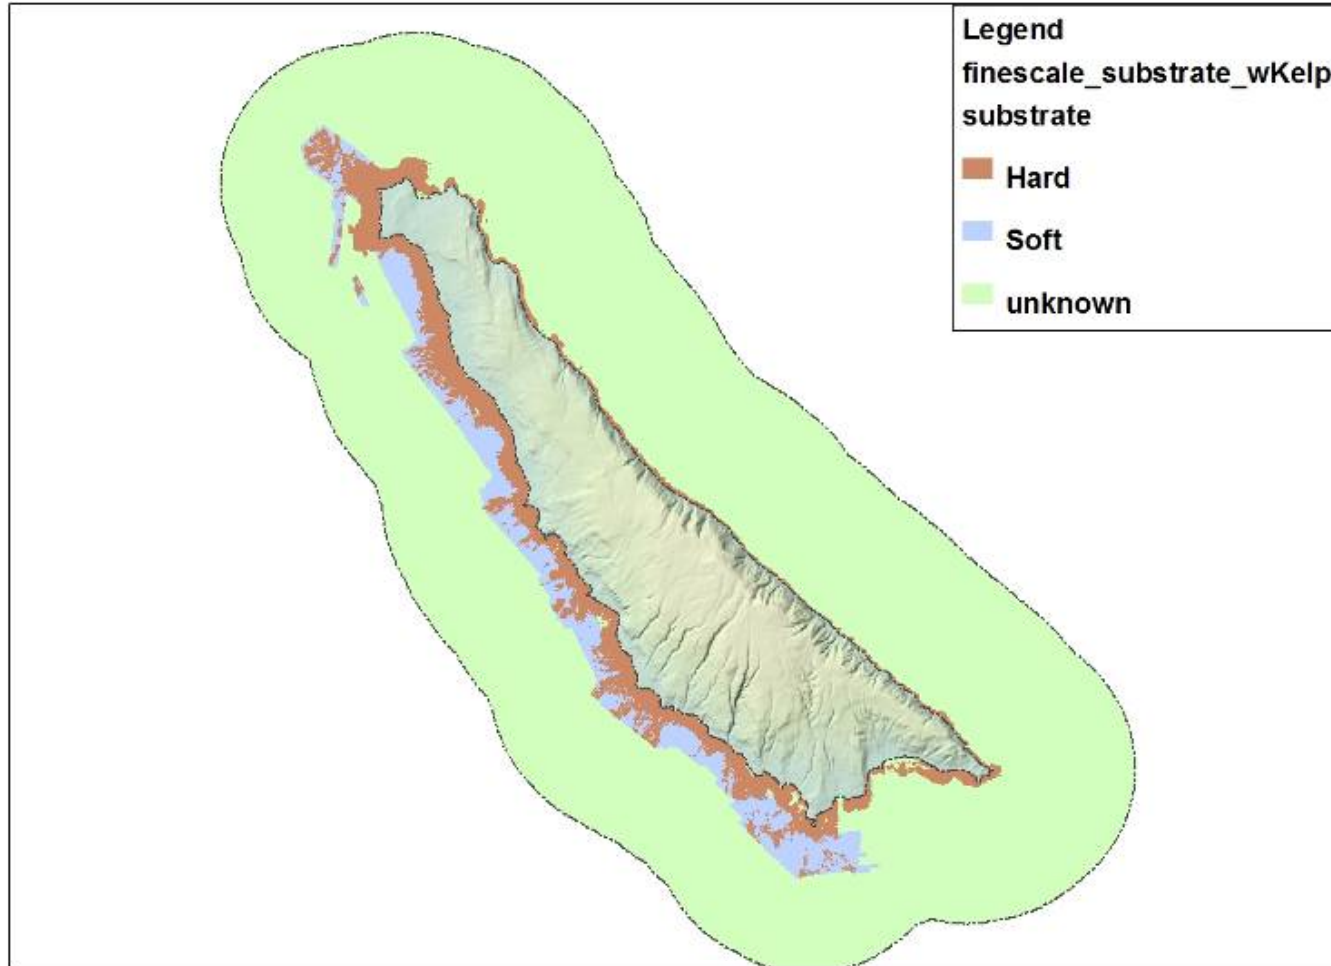 Legend
finescale_substrate_wKelp
substrate
Hard
Soft
unknown